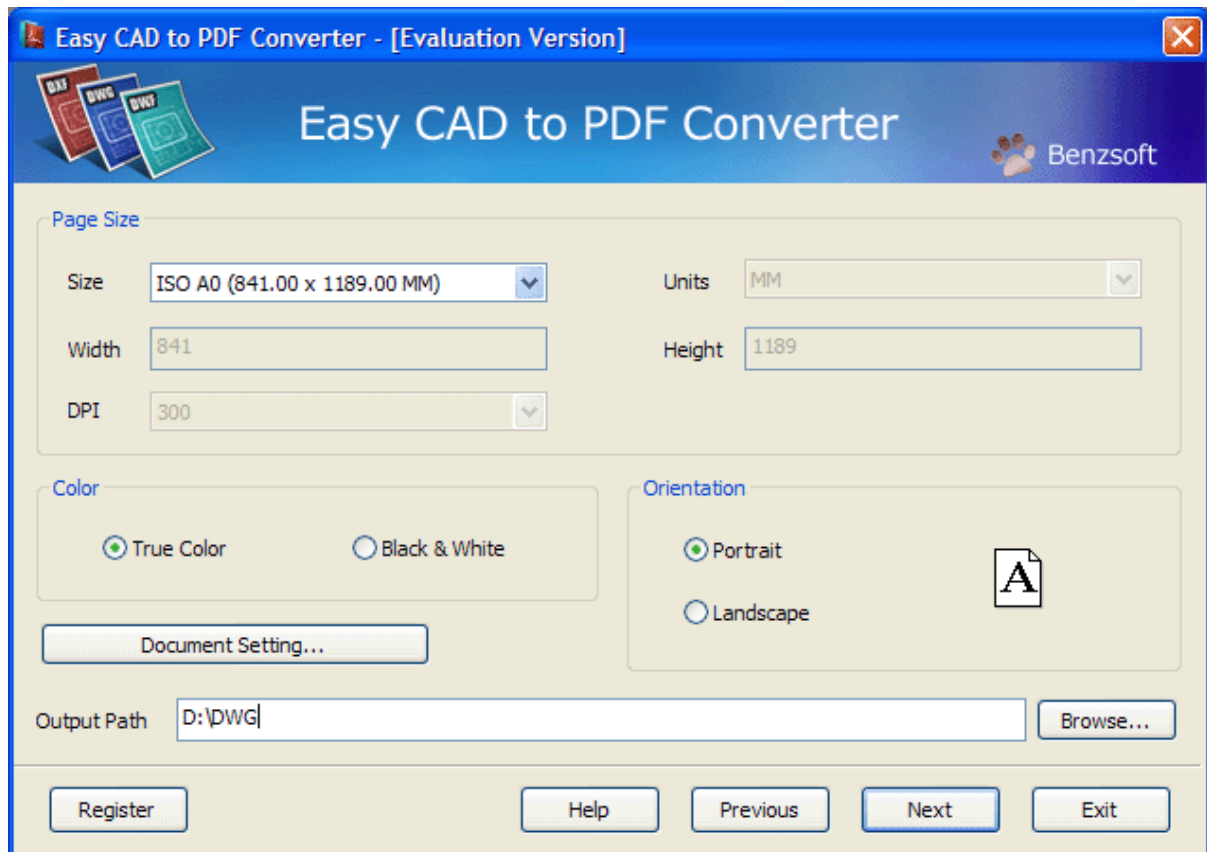 Easy CAD to PDF Converter - [Evaluation Version]
DXF
DWG
DWF
Easy CAD to PDF Converter
Benzsoft
Page Size
Size ISO A0 (841.00 x 1189.00 MM) Units MM
Width 841 Height 1189
DPI 300
Color
True Color Black & White
Orientation
Portrait
A
Landscape
Document Setting...
Output Path D:\DWG Browse...
Register Help Previous Next Exit